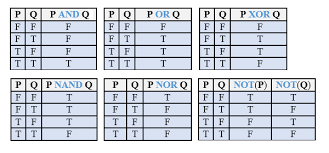 P Q P AND Q P Q P OR Q P Q P XOR Q
F F F F F F F F F
F T F F T T F T T
T F F T F T T F T
T T T T T T T T F
P Q P NAND Q P Q P NOR Q P Q NOT(P) NOT(Q)
F F T F F T F F T T
F T T F T F F T T F
T F T T F F T F F T
T T F T T F T T F F